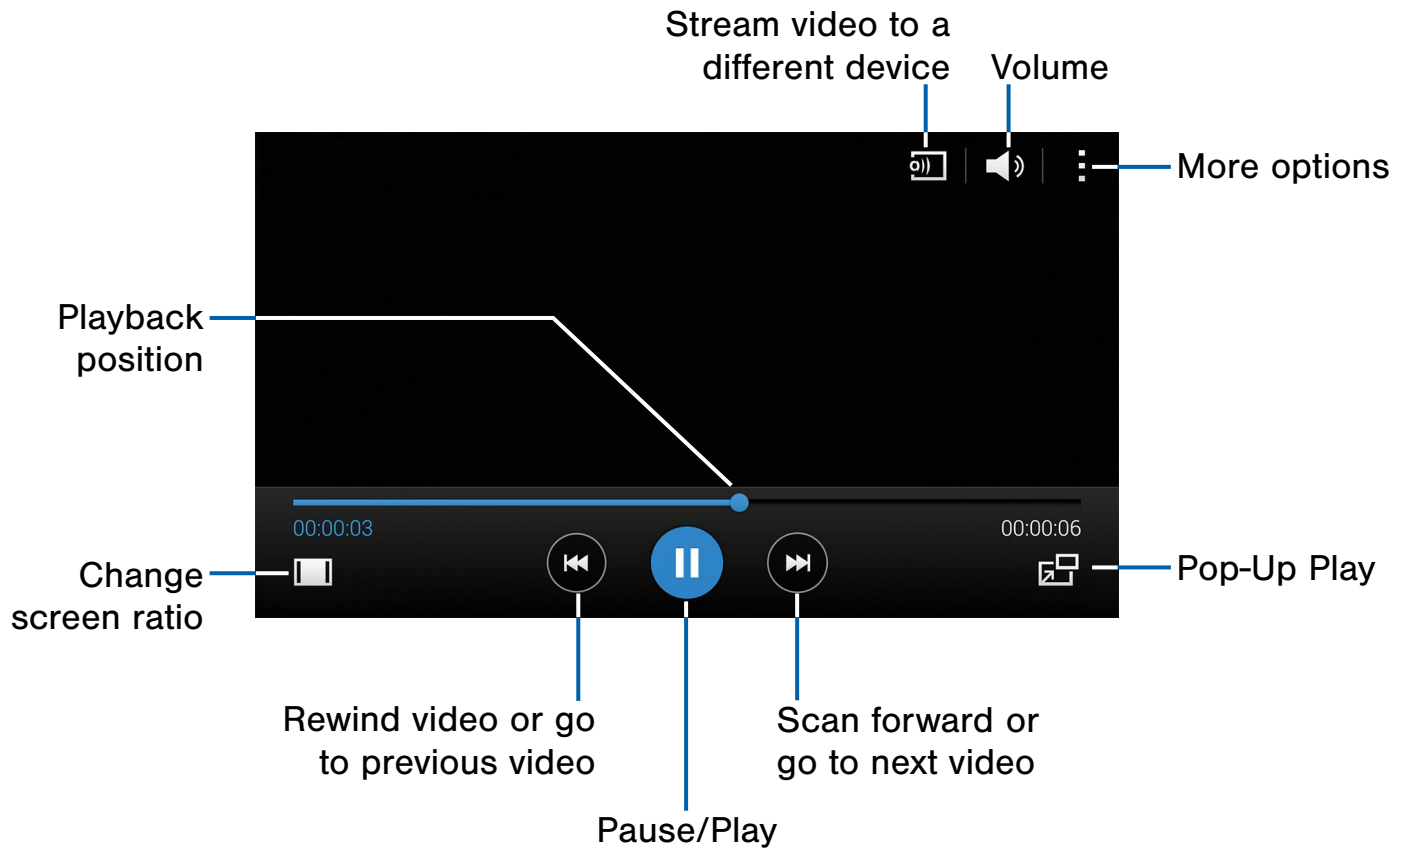 Stream video to a
different device
Volume
More options
Playback
position
00:00:03
00:00:06
Change
screen ratio
Pop-Up Play
Rewind video or go
to previous video
Scan forward or
go to next video
Pause/Play